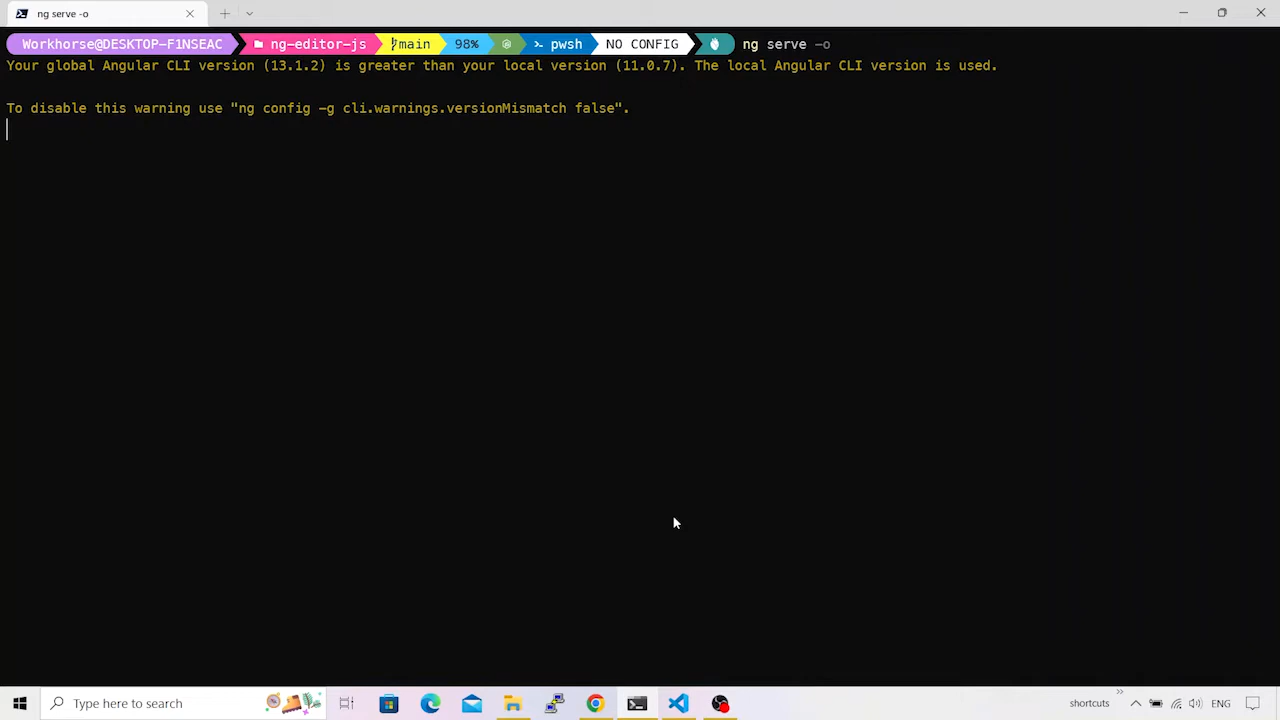 ng serve -o
Workhorse@DESKTOP-F1NSEAC ng-editor-js main 98% pwsh NO CONFIG ng serve -o
Your global Angular CLI version (13.1.2) is greater than your local version (11.0.7). The local Angular CLI version is used.
To disable this warning use "ng config -g cli.warnings.versionMismatch false".
Type here to search
shortcuts
ENG